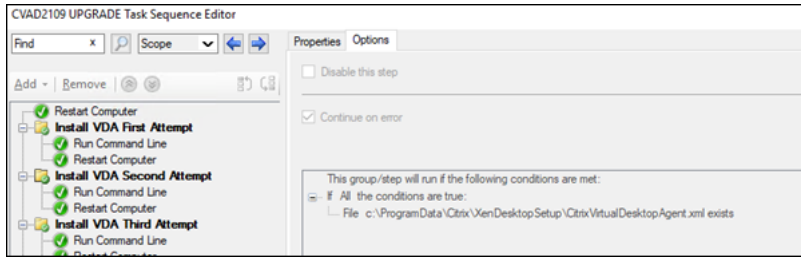 CVAD2109 UPGRADE Task Sequence Editor
Find x Scope
Properties Options
Add Remove
Disable this step
Continue on error
Restart Computer
Install VDA First Attempt
Run Command Line
Restart Computer
Install VDA Second Attempt
Run Command Line
Restart Computer
Install VDA Third Attempt
Run Command Line
Restart Computer
This group/step will run if the following conditions are met:
If All the conditions are true:
File c:\ProgramData\Citrix\XenDesktopSetup\CitrixVirtualDesktopAgent.xml exists